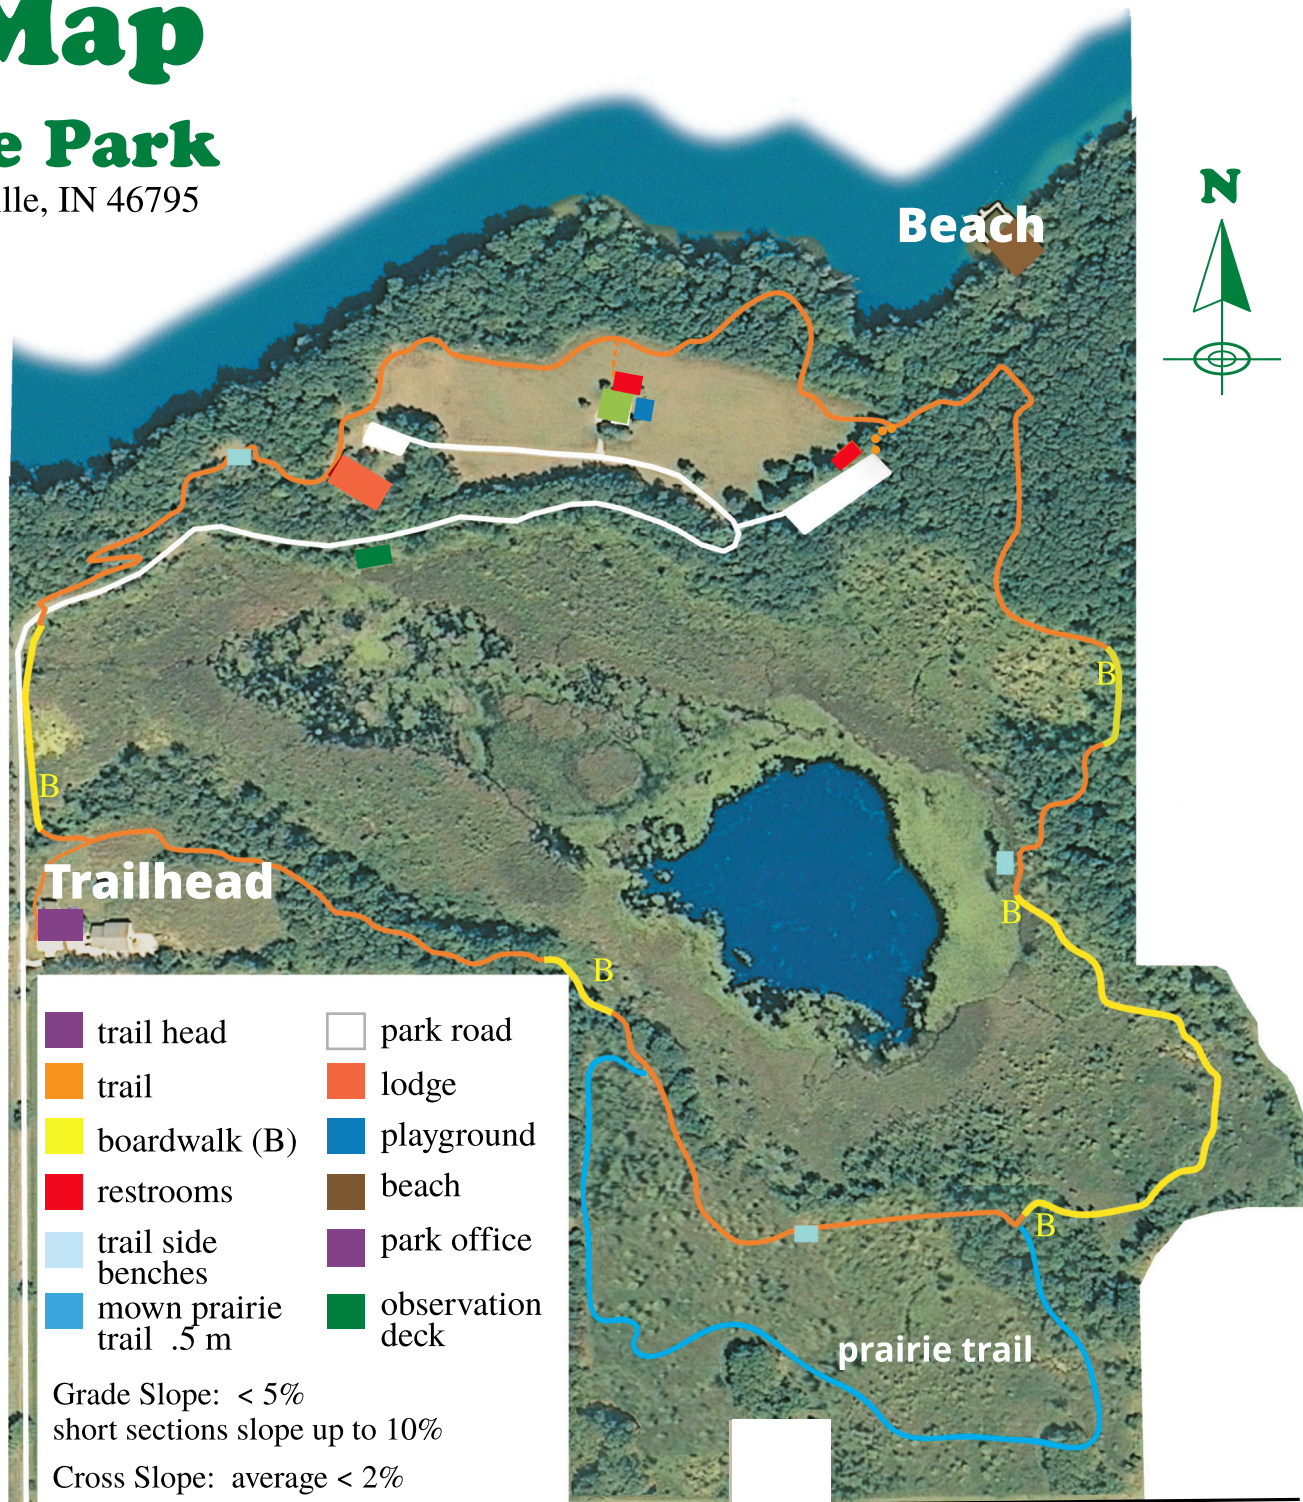 Map
e Park
lle, IN 46795
N
Beach
B
B
Trailhead
B
B
B
prairie trail
trail head
trail
boardwalk (B)
restrooms
trail side
benches
mown prairie
trail .5 m
park road
lodge
playground
beach
park office
observation
deck
Grade Slope: < 5%
short sections slope up to 10%
Cross Slope: average < 2%